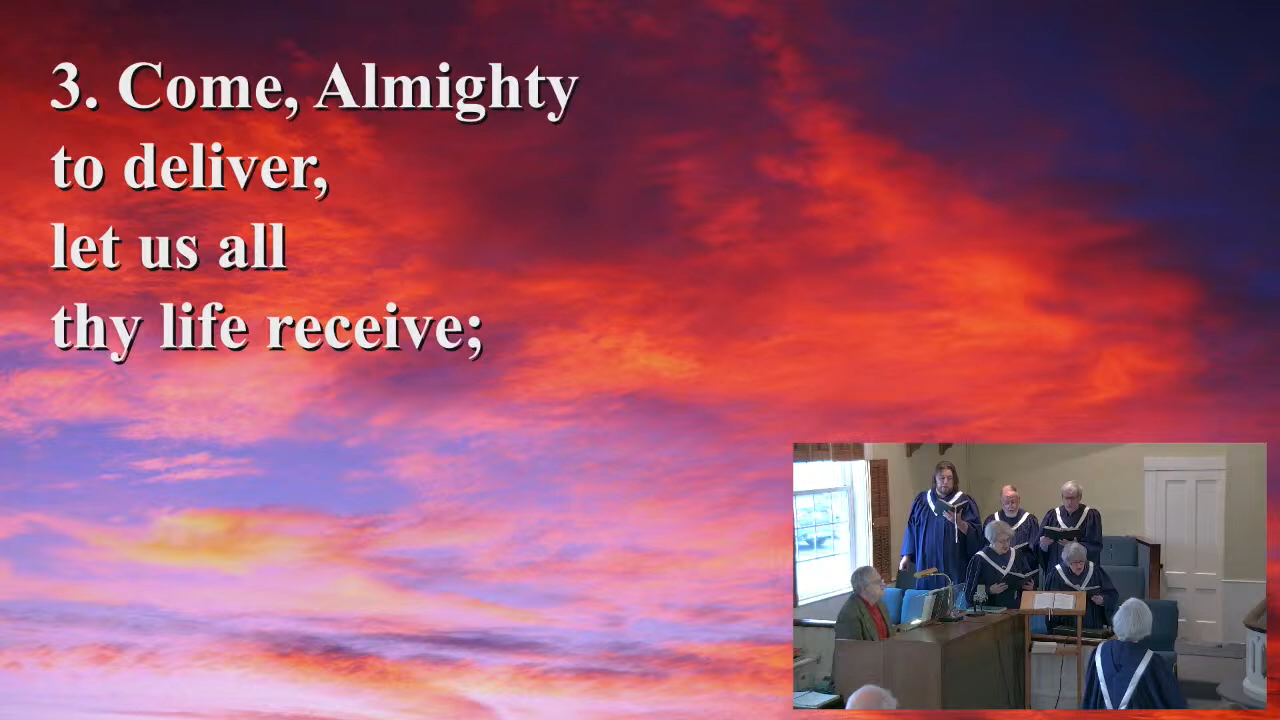 3. Come, Almighty
to deliver,
let us all
thy life receive;